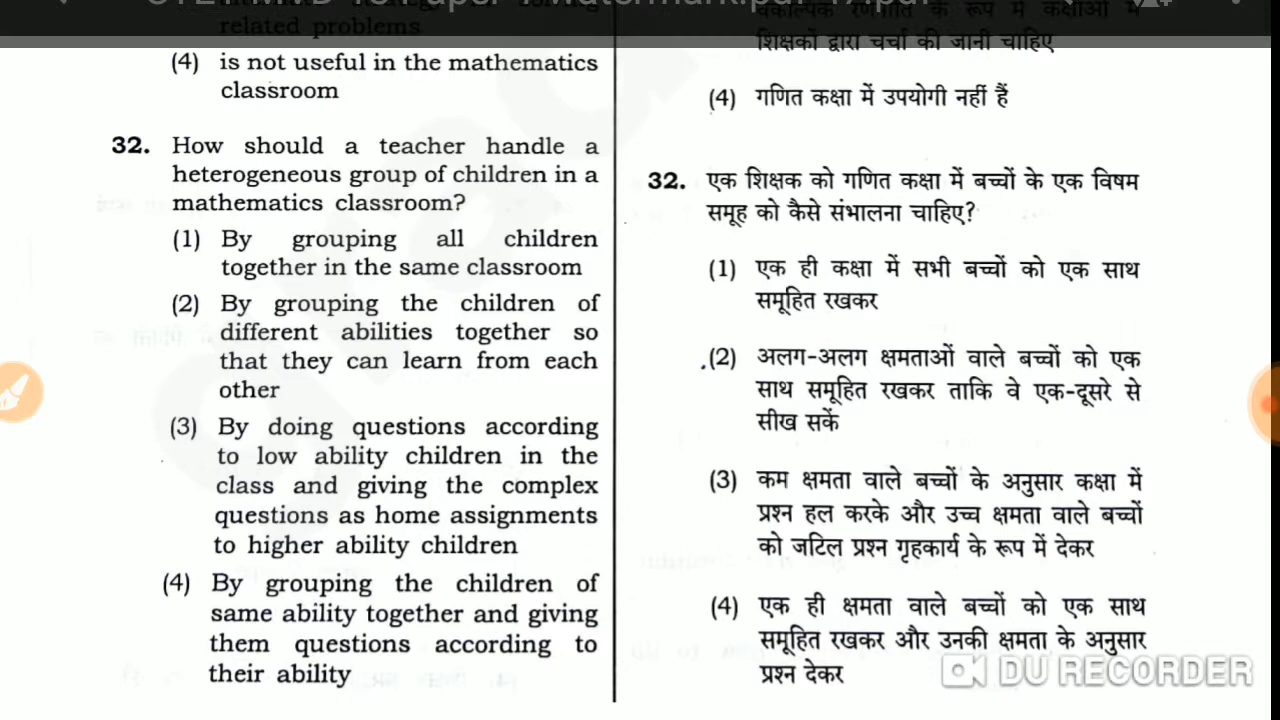 related problems
(4) is not useful in the mathematics
classroom
32. How should a teacher handle a
heterogeneous group of children in a
mathematics classroom?
(1) By grouping all children
together in the same classroom
(2) By grouping the children of
different abilities together so
that they can learn from each
other
(3) By doing questions according
to low ability children in the
class and giving the complex
questions as home assignments
to higher ability children
(4) By grouping the children of
same ability together and giving
them questions according to
their ability
शिक्षकों द्वारा चर्चा की जानी चाहिए
(4) गणित कक्षा में उपयोगी नहीं हैं
32. एक शिक्षक को गणित कक्षा में बच्चों के एक विषम
समूह को कैसे संभालना चाहिए?
(1) एक ही कक्षा में सभी बच्चों को एक साथ
समूहित रखकर
(2) अलग-अलग क्षमताओं वाले बच्चों को एक
साथ समूहित रखकर ताकि वे एक-दूसरे से
सीख सकें
(3) कम क्षमता वाले बच्चों के अनुसार कक्षा में
प्रश्न हल करके और उच्च क्षमता वाले बच्चों
को जटिल प्रश्न गृहकार्य के रूप में देकर
(4) एक ही क्षमता वाले बच्चों को एक साथ
समूहित रखकर और उनकी क्षमता के अनुसार
प्रश्न देकर
DU RECORDER